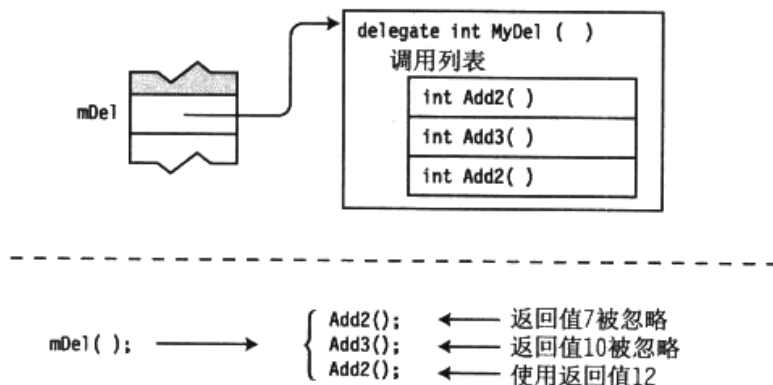 delegate int MyDel ( )
调用列表
mDel
int Add2( )
int Add3( )
int Add2( )
mDel( );
Add2();
返回值7被忽略
Add3();
返回值10被忽略
Add2();
使用返回值12